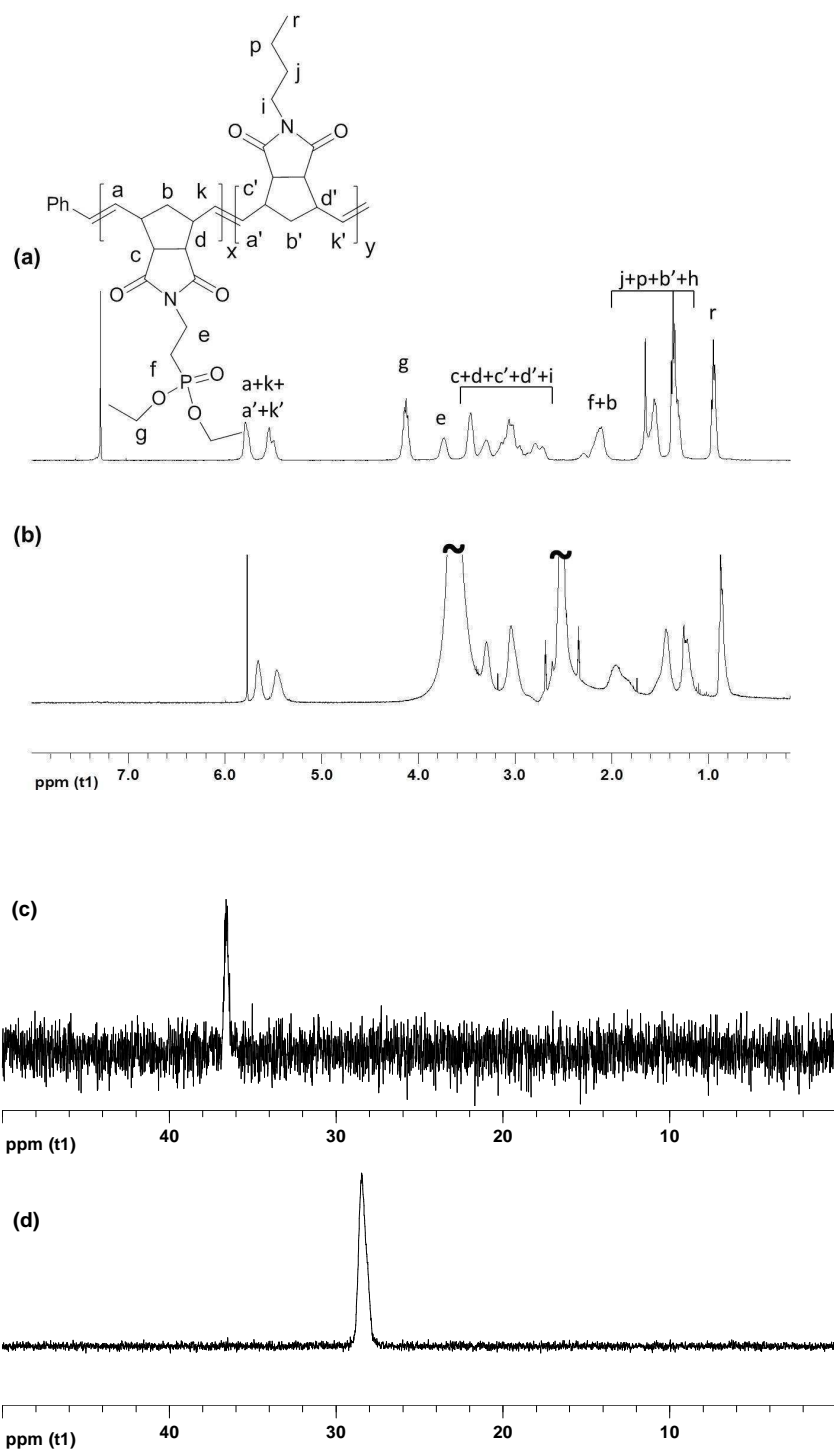 r
p
j
i
O
N
O
a
b
k
c'
d'
Ph
c
d
x
a'
b'
k'
y
(a)
O
N
O
e
f
P
O
O
O
g
a+k+
a'+k'
g
e
c+d+c'+d'+i
f+b
j+p+b'+h
r
(b)
7.0 6.0 5.0 4.0 3.0 2.0 1.0
ppm (t1)
(c)
40 30 20 10
ppm (t1)
(d)
40 30 20 10
ppm (t1)